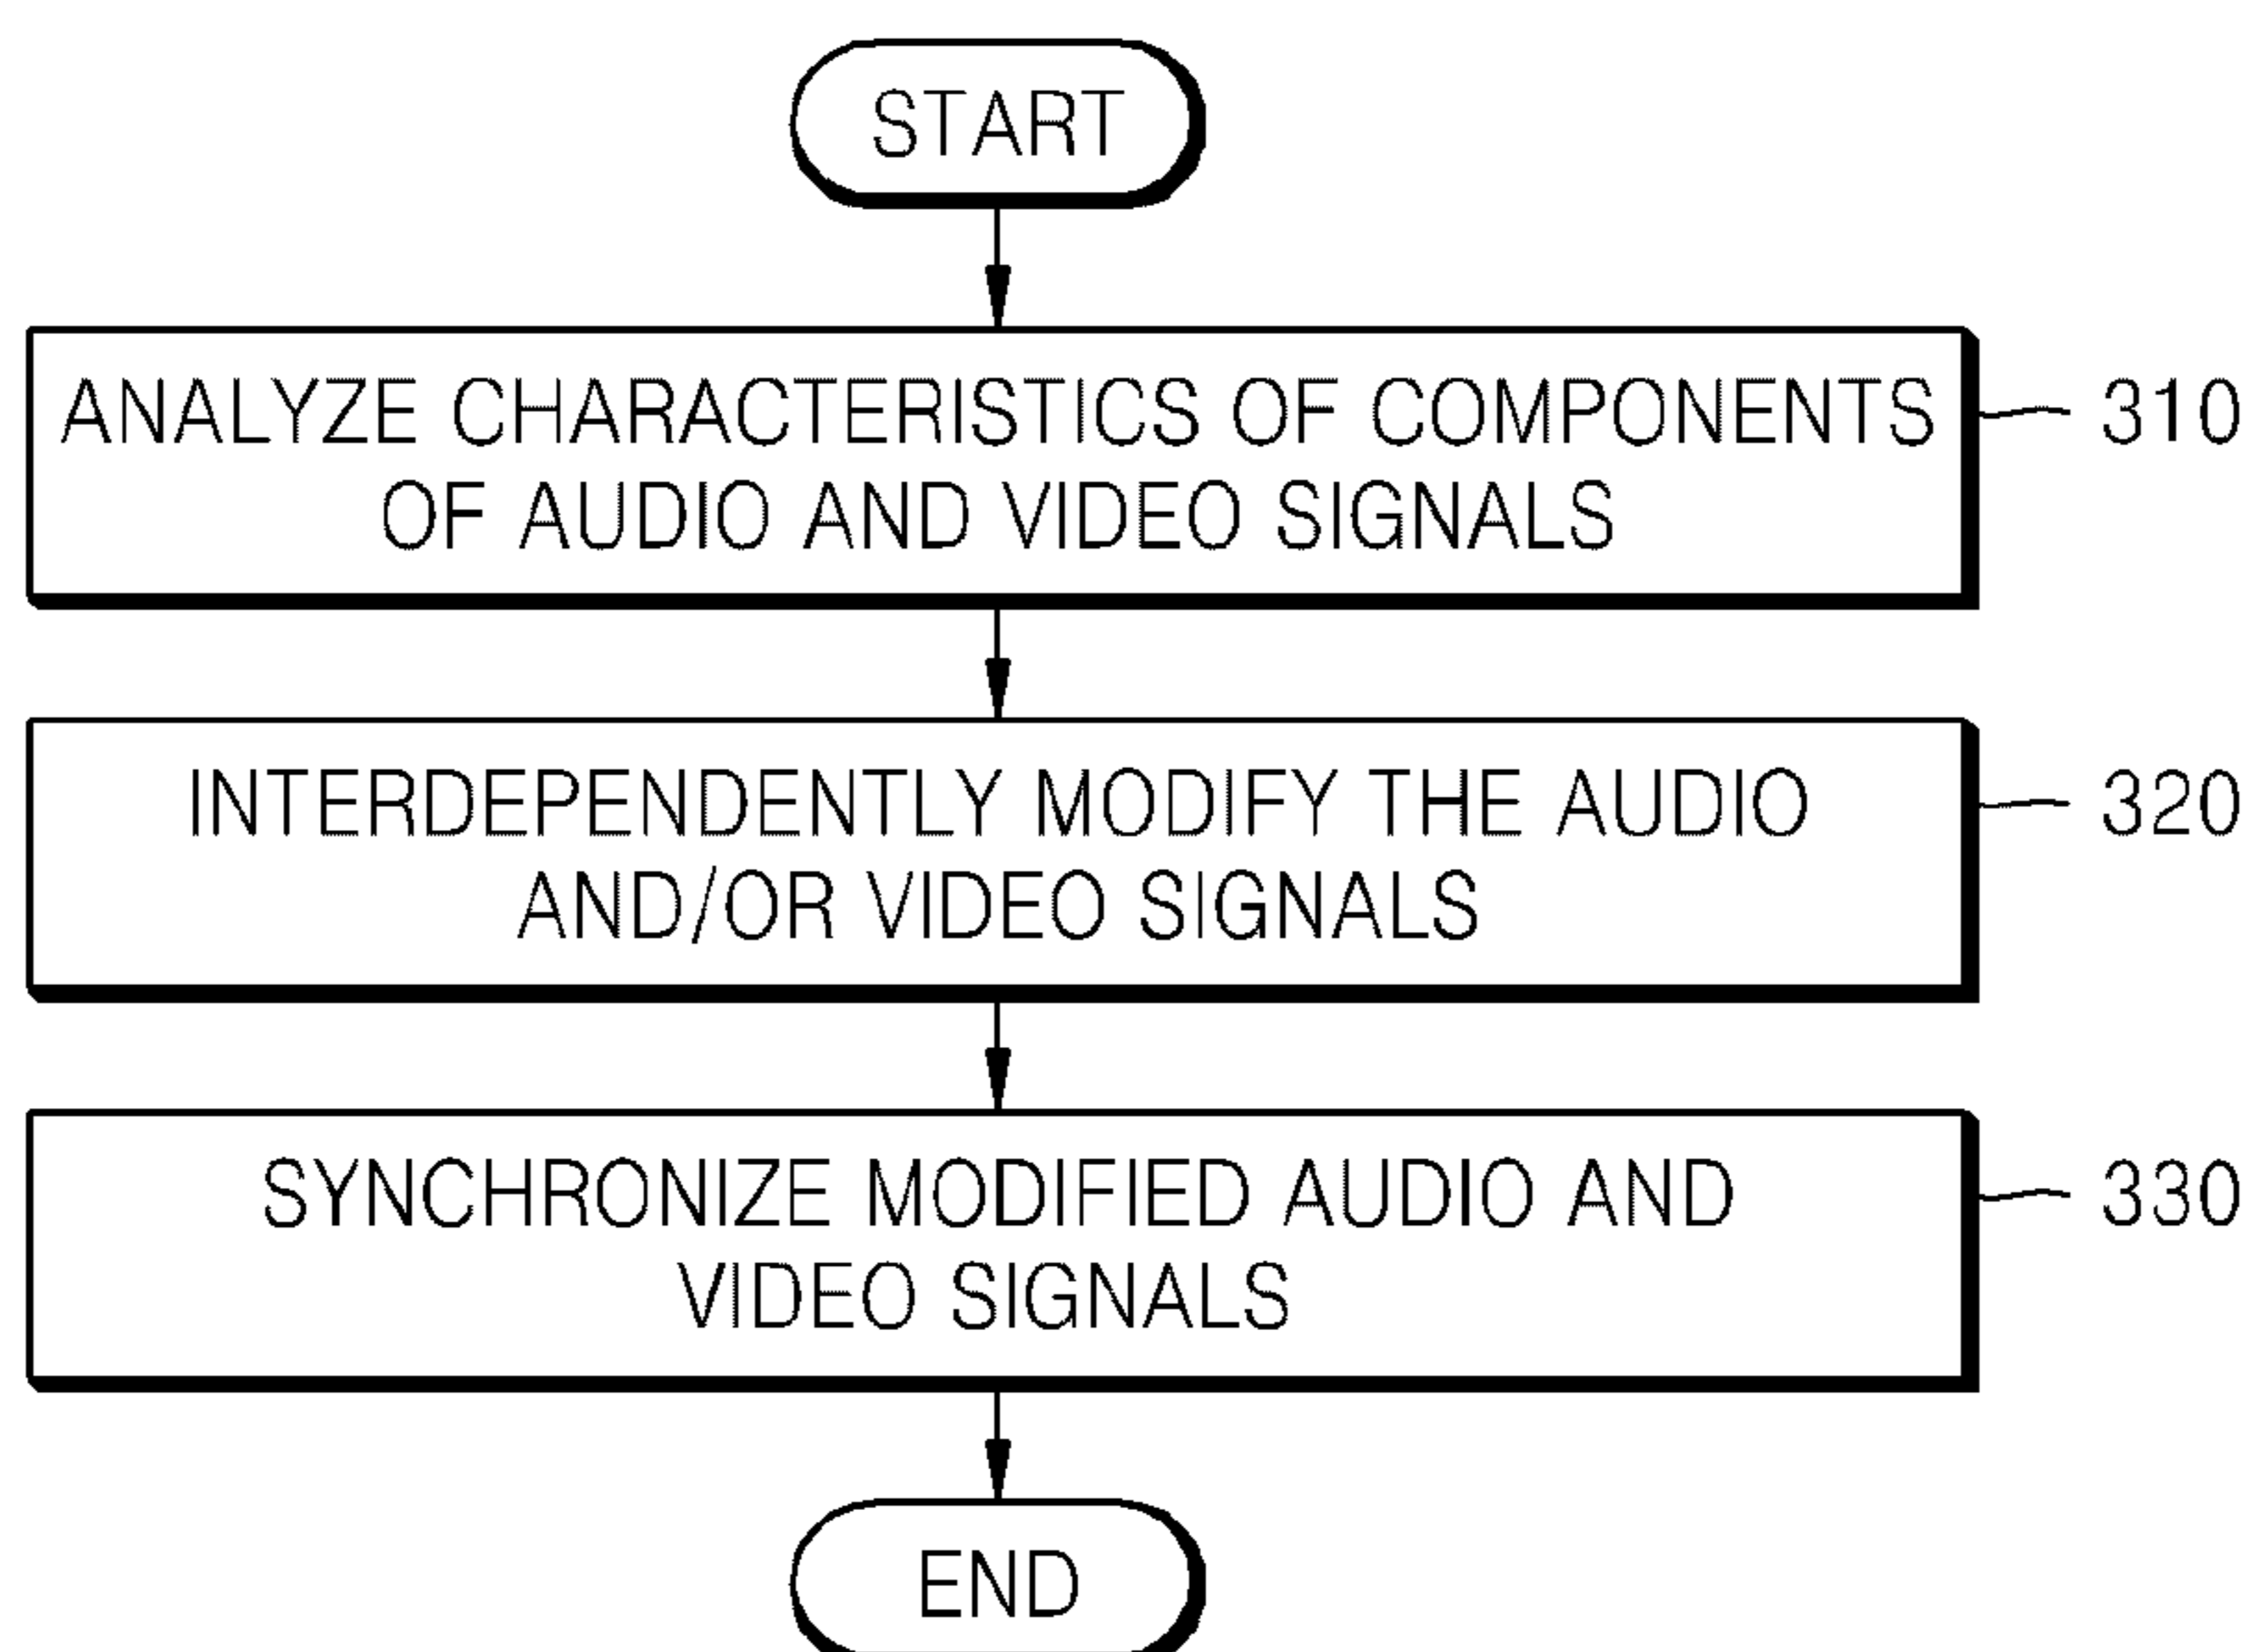 START
ANALYZE CHARACTERISTICS OF COMPONENTS
OF AUDIO AND VIDEO SIGNALS
310
INTERDEPENDENTLY MODIFY THE AUDIO
AND/OR VIDEO SIGNALS
320
SYNCHRONIZE MODIFIED AUDIO AND
VIDEO SIGNALS
330
END